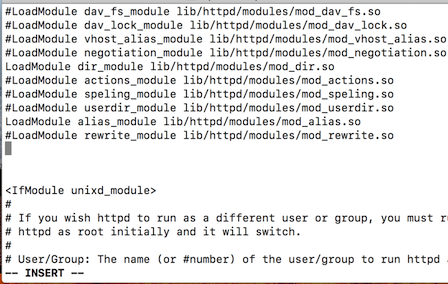 #LoadModule dav_fs_module lib/httpd/modules/mod_dav_fs.so
#LoadModule dav_lock_module lib/httpd/modules/mod_dav_lock.so
#LoadModule vhost_alias_module lib/httpd/modules/mod_vhost_alias.so
#LoadModule negotiation_module lib/httpd/modules/mod_negotiation.so
LoadModule dir_module lib/httpd/modules/mod_dir.so
#LoadModule actions_module lib/httpd/modules/mod_actions.so
#LoadModule speling_module lib/httpd/modules/mod_speling.so
#LoadModule userdir_module lib/httpd/modules/mod_userdir.so
LoadModule alias_module lib/httpd/modules/mod_alias.so
#LoadModule rewrite_module lib/httpd/modules/mod_rewrite.so
<IfModule unixd_module>
#
# If you wish httpd to run as a different user or group, you must
# httpd as root initially and it will switch.
#
# User/Group: The name (or #number) of the user/group to run httpd
-- INSERT --